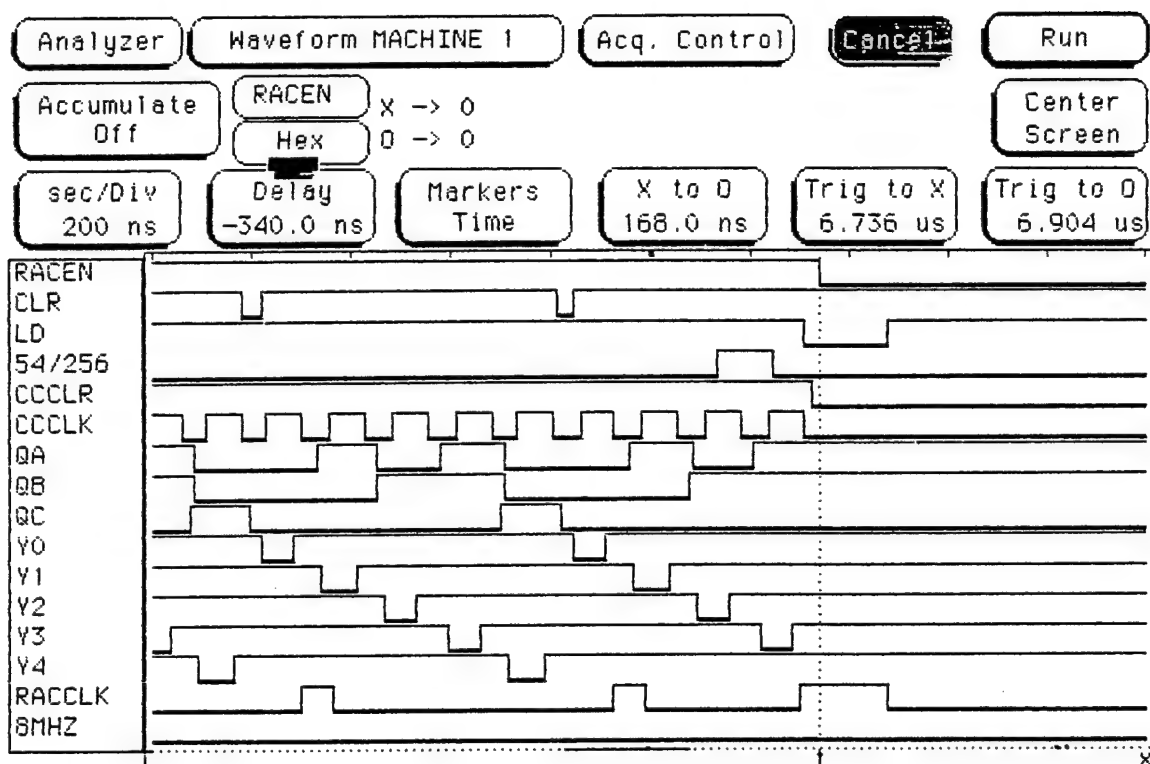 Analyzer Waveform MACHINE 1 Acq. Control Cancel Run
Accumulate Off RACEN X -> 0 Center Screen
Hex O -> 0
sec/Div Delay Markers X to O Trig to X Trig to O
200 ns -340.0 ns Time 168.0 ns 6.736 us 6.904 us
RACEN
CLR
LD
54/256
CCCLR
CCCLK
QA
QB
QC
Y0
Y1
Y2
Y3
Y4
RACCLK
8MHZ
t X